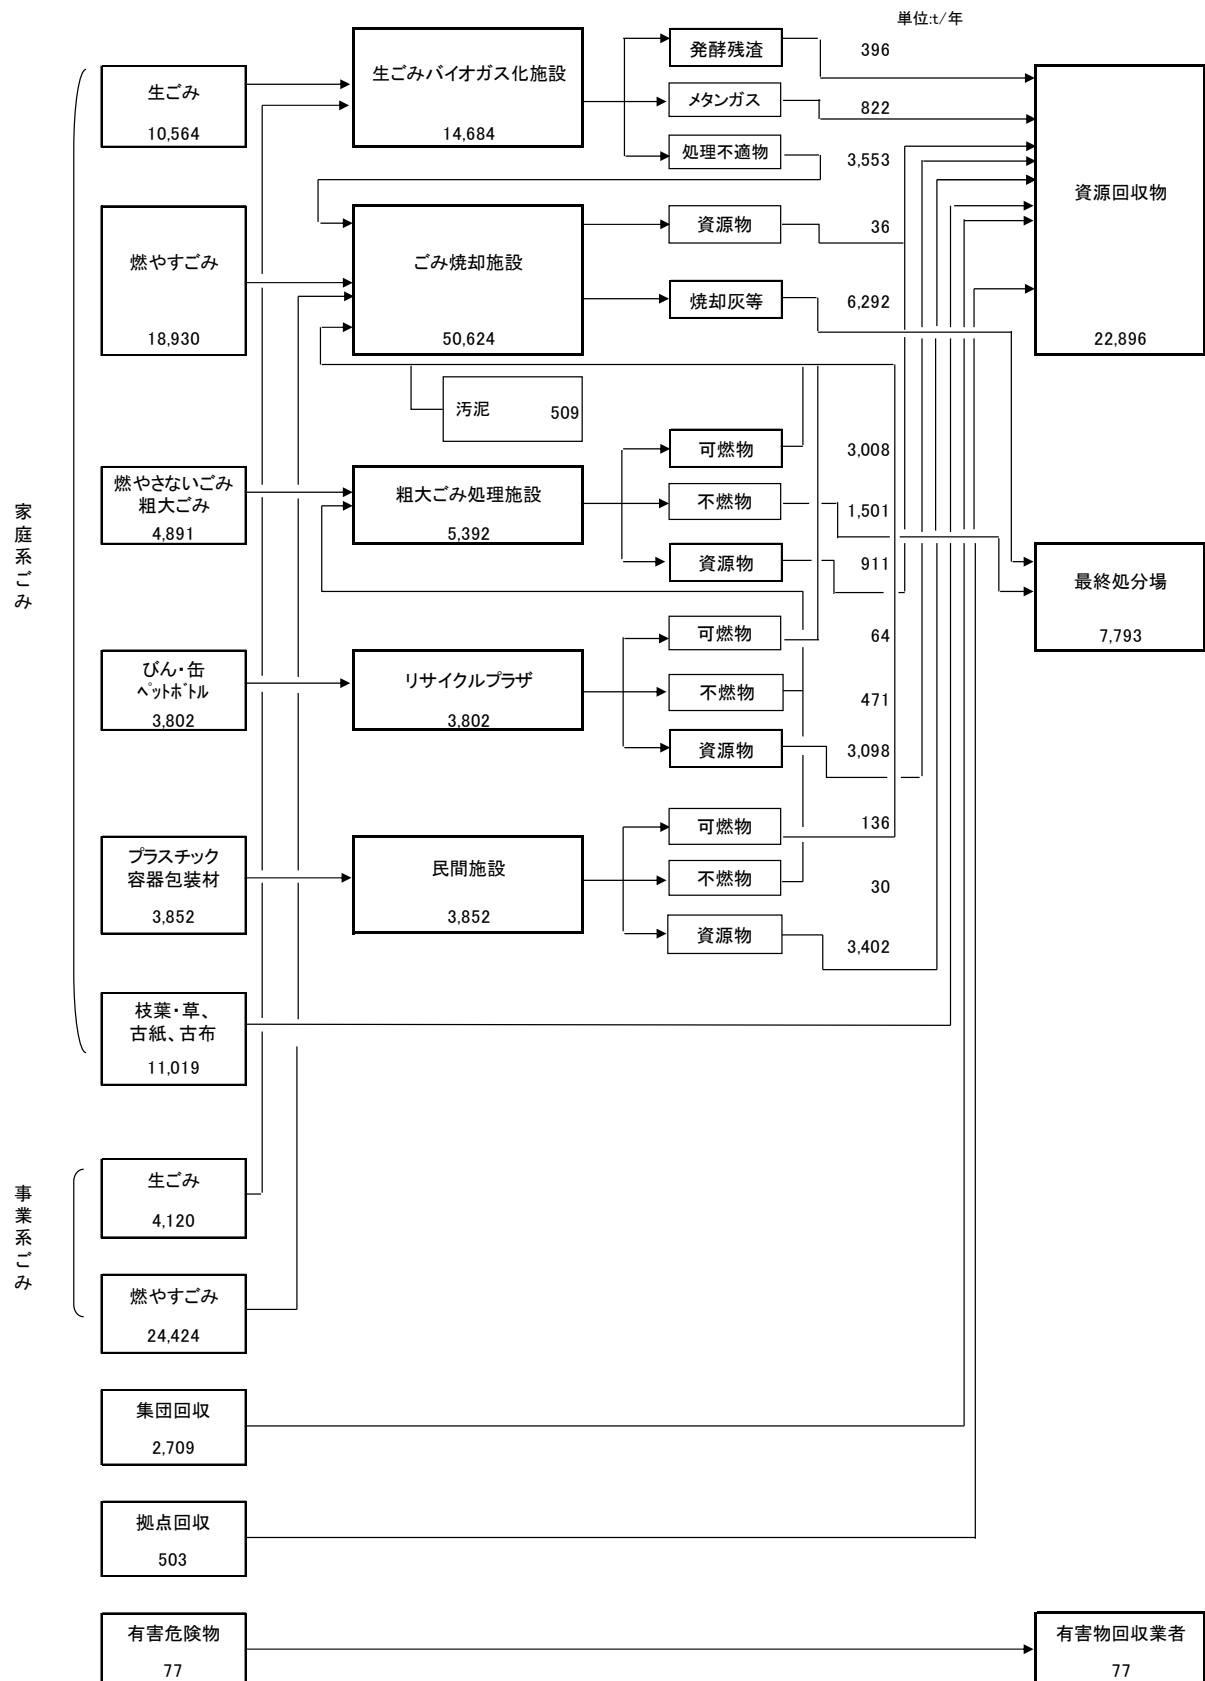 単位:t/年
家庭系ごみ
生ごみ
10,564
燃やすごみ
18,930
燃やさないごみ
粗大ごみ
4,891
びん・缶
ペットボトル
3,802
プラスチック
容器包装材
3,852
枝葉・草、
古紙、古布
11,019
事業系ごみ
生ごみ
4,120
燃やすごみ
24,424
集団回収
2,709
拠点回収
503
有害危険物
77
生ごみバイオガス化施設
14,684
ごみ焼却施設
50,624
汚泥 509
粗大ごみ処理施設
5,392
リサイクルプラザ
3,802
民間施設
3,852
発酵残渣 396
メタンガス 822
処理不適物 3,553
資源物 36
焼却灰等 6,292
可燃物 3,008
不燃物 1,501
資源物 911
可燃物 64
不燃物 471
資源物 3,098
可燃物 136
不燃物 30
資源物 3,402
資源回収物
22,896
最終処分場
7,793
有害物回収業者
77